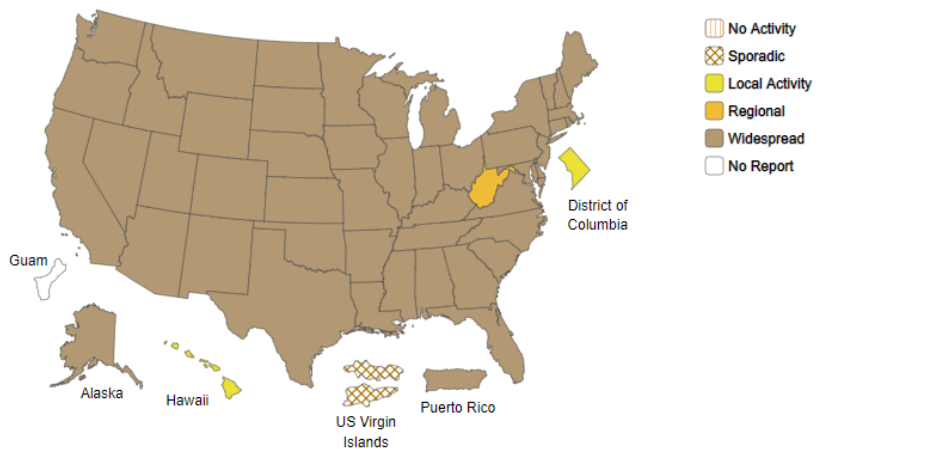 No Activity
Sporadic
Local Activity
Regional
Widespread
No Report
District of
Columbia
Guam
Alaska
Hawaii
US Virgin
Islands
Puerto Rico